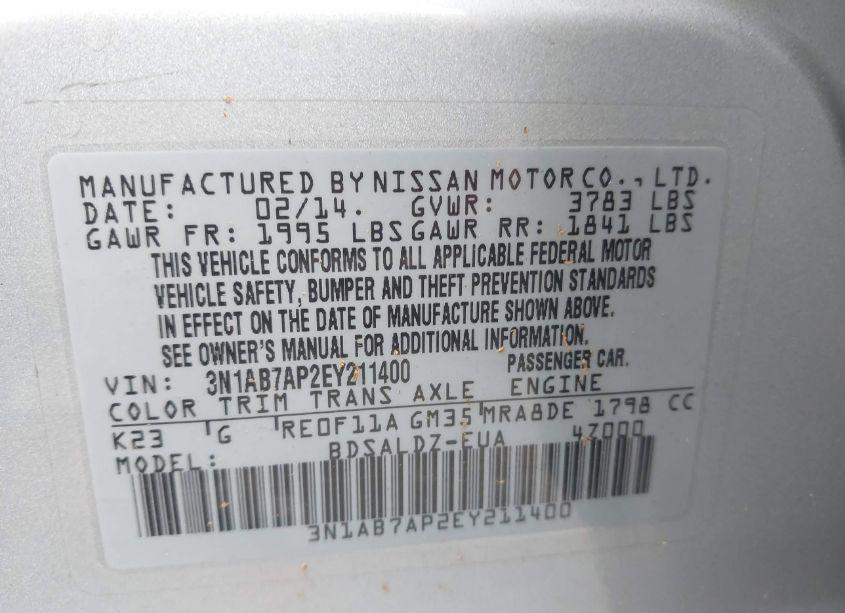 MANUFACTURED BY NISSAN MOTOR CO., LTD.
DATE: 02/14. GVWR: 3783 LBS
GAWR FR: 1995 LBS GAWR RR: 1841 LBS
THIS VEHICLE CONFORMS TO ALL APPLICABLE FEDERAL MOTOR
VEHICLE SAFETY, BUMPER AND THEFT PREVENTION STANDARDS
IN EFFECT ON THE DATE OF MANUFACTURE SHOWN ABOVE.
SEE OWNER'S MANUAL FOR ADDITIONAL INFORMATION.
VIN: 3N1AB7AP2EY211400 PASSENGER CAR.
COLOR TRIM TRANS AXLE ENGINE
K23 G RE0F11A GM35 MRA8DE 1798 CC
MODEL: BDSALDZ-EUA 4Z000
3N1AB7AP2EY211400